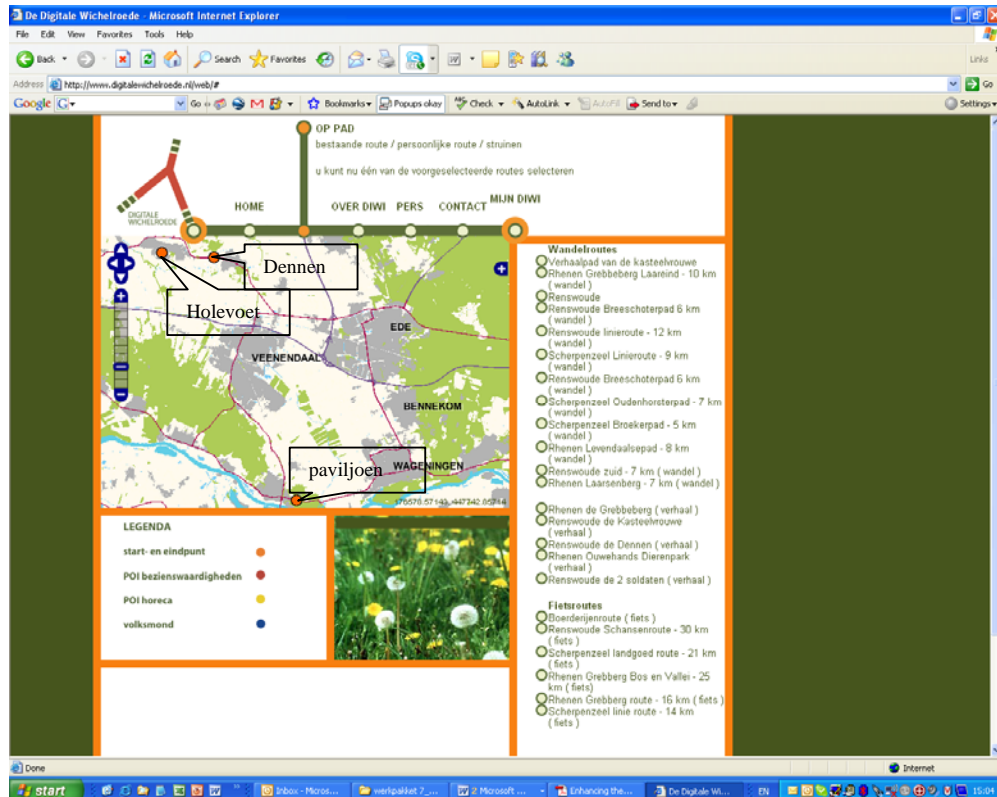 De Digitale Wichelroede - Microsoft Internet Explorer
File Edit View Favorites Tools Help
Back Search Favorites
Links
Address http://www.digitalewichelroede.nl/web/#
Go
Google G Go Bookmarks Popups okay Check AutoLink AutoFill Send to Settings
OP PAD
bestaande route / persoonlijke route / struinen
u kunt nu één van de voorgeselecteerde routes selecteren
DIGITALE
WICHELROEDE
HOME OVER DIWI PERS CONTACT MIJN DIWI
Dennen
Holevoet
EDE
VEENENDAAL
BENNEKOM
paviljoen
WAGENINGEN
LEGENDA
start- en eindpunt
POI bezienswaardigheden
POI horeca
volksmond
Wandelroutes
Verhaalpad van de kasteelvrouwe
Rhenen Grebbeberg Laareind - 10 km
( wandel )
Renswoude
Renswoude Breeschoterpad 6 km
( wandel )
Renswoude linieroute - 12 km
( wandel )
Scherpenzeel Linieroute - 9 km
( wandel )
Renswoude Breeschoterpad 6 km
( wandel )
Scherpenzeel Oudenhorsterpad - 7 km
( wandel )
Scherpenzeel Broekerpad - 5 km
( wandel )
Rhenen Levendaalsepad - 8 km
( wandel )
Renswoude zuid - 7 km ( wandel )
Rhenen Laarsenberg - 7 km ( wandel )
Rhenen de Grebbeberg ( verhaal )
Renswoude de Kasteelvrouwe
( verhaal )
Renswoude de Dennen ( verhaal )
Rhenen Ouwehands Dierenpark
( verhaal )
Renswoude de 2 soldaten ( verhaal )
Fietsroutes
Boerderijenroute ( fiets )
Renswoude Schansenroute - 30 km
( fiets )
Scherpenzeel landgoed route - 21 km
( fiets )
Rhenen Grebberg Bos en Vallei - 25
km ( fiets)
Rhenen Grebberg route - 16 km ( fiets )
Scherpenzeel linie route - 14 km
( fiets )
Done
Internet
start
Inbox - Micros...
werkpakket 7_...
2 Microsoft ...
Enhancing the...
De Digitale Wi...
EN
15:04